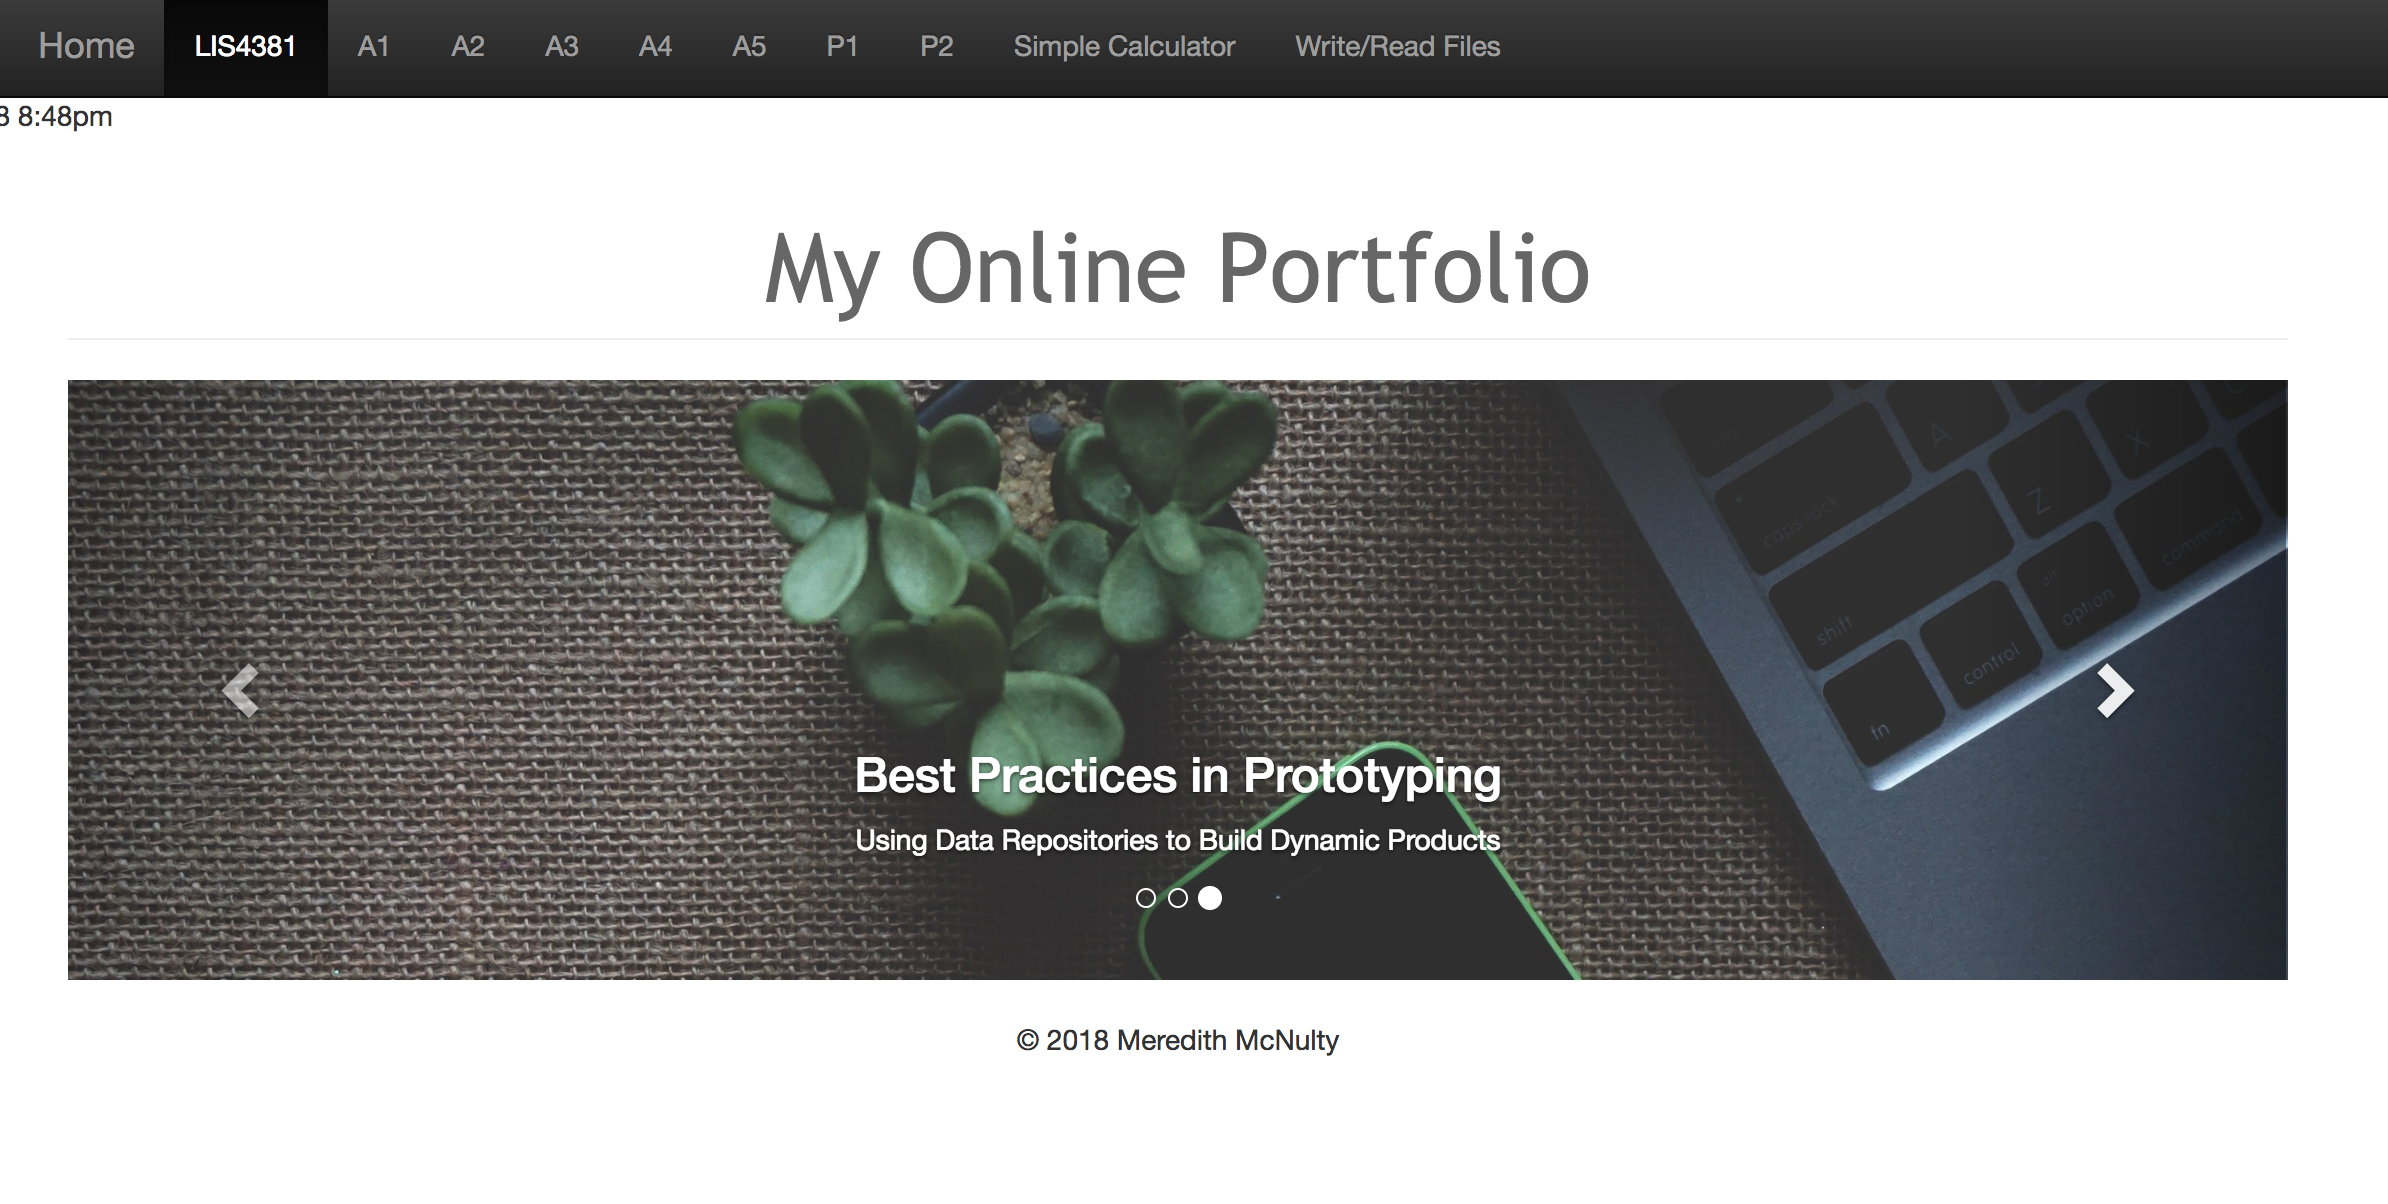 Home LIS4381 A1 A2 A3 A4 A5 P1 P2 Simple Calculator Write/Read Files
8 8:48pm
My Online Portfolio
A
X
caps lock
Z
command
shift
alt
option
control
fn
Best Practices in Prototyping
Using Data Repositories to Build Dynamic Products
© 2018 Meredith McNulty